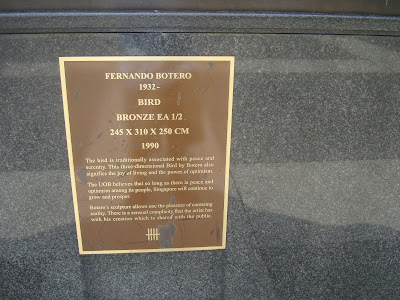 FERNANDO BOTERO
1932-
BIRD
BRONZE EA 1/2
245 X 310 X 250 CM
1990
The bird is traditionally associated with peace and
serenity. This three-dimensional Bird by Botero also
signifies the joy of living and the power of optimism.
The UOB believes that so long as there is peace and
optimism among its people, Singapore will continue to
grow and prosper.
Botero's sculpture allows one the pleasure of caressing
reality. There is a sensual complicity that the artist has
with his creation which is shared with the public.